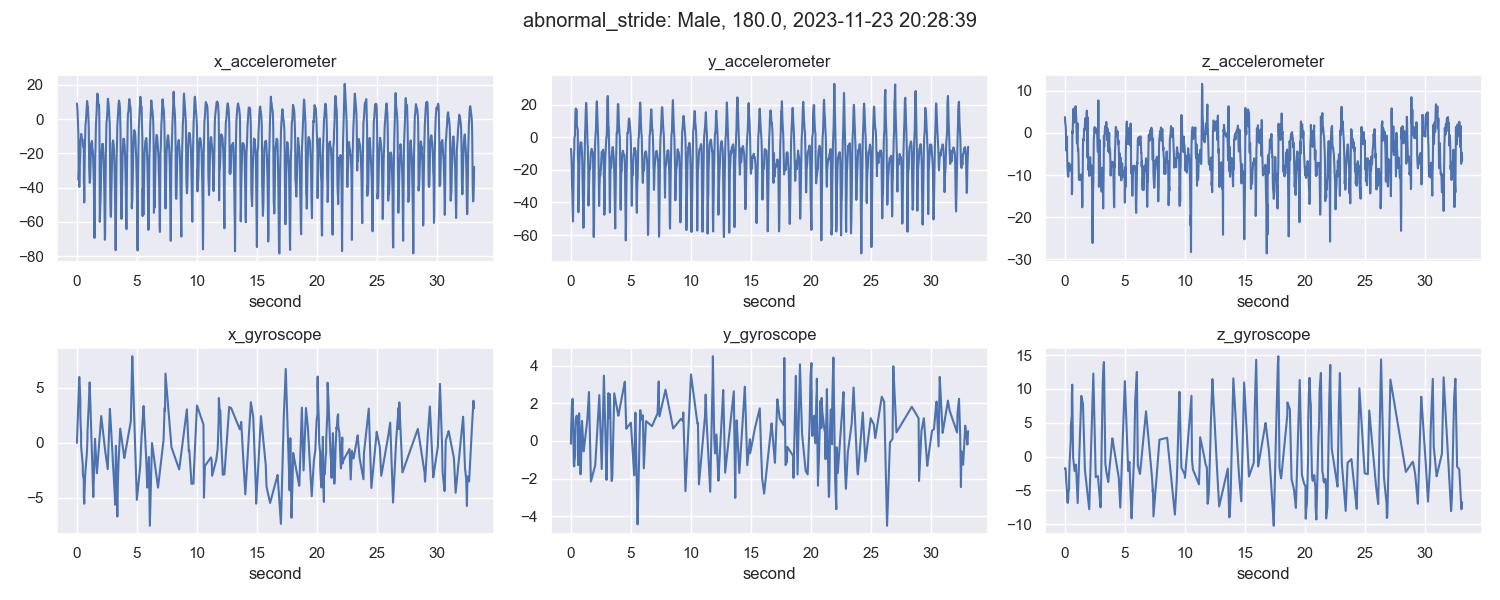 abnormal_stride: Male, 180.0, 2023-11-23 20:28:39
x_accelerometer
20
0
−20
−40
−60
−80
0 5 10 15 20 25 30
second
y_accelerometer
20
0
−20
−40
−60
0 5 10 15 20 25 30
second
z_accelerometer
10
0
−10
−20
−30
0 5 10 15 20 25 30
second
x_gyroscope
5
0
−5
0 5 10 15 20 25 30
second
y_gyroscope
4
2
0
−2
−4
0 5 10 15 20 25 30
second
z_gyroscope
15
10
5
0
−5
−10
0 5 10 15 20 25 30
second